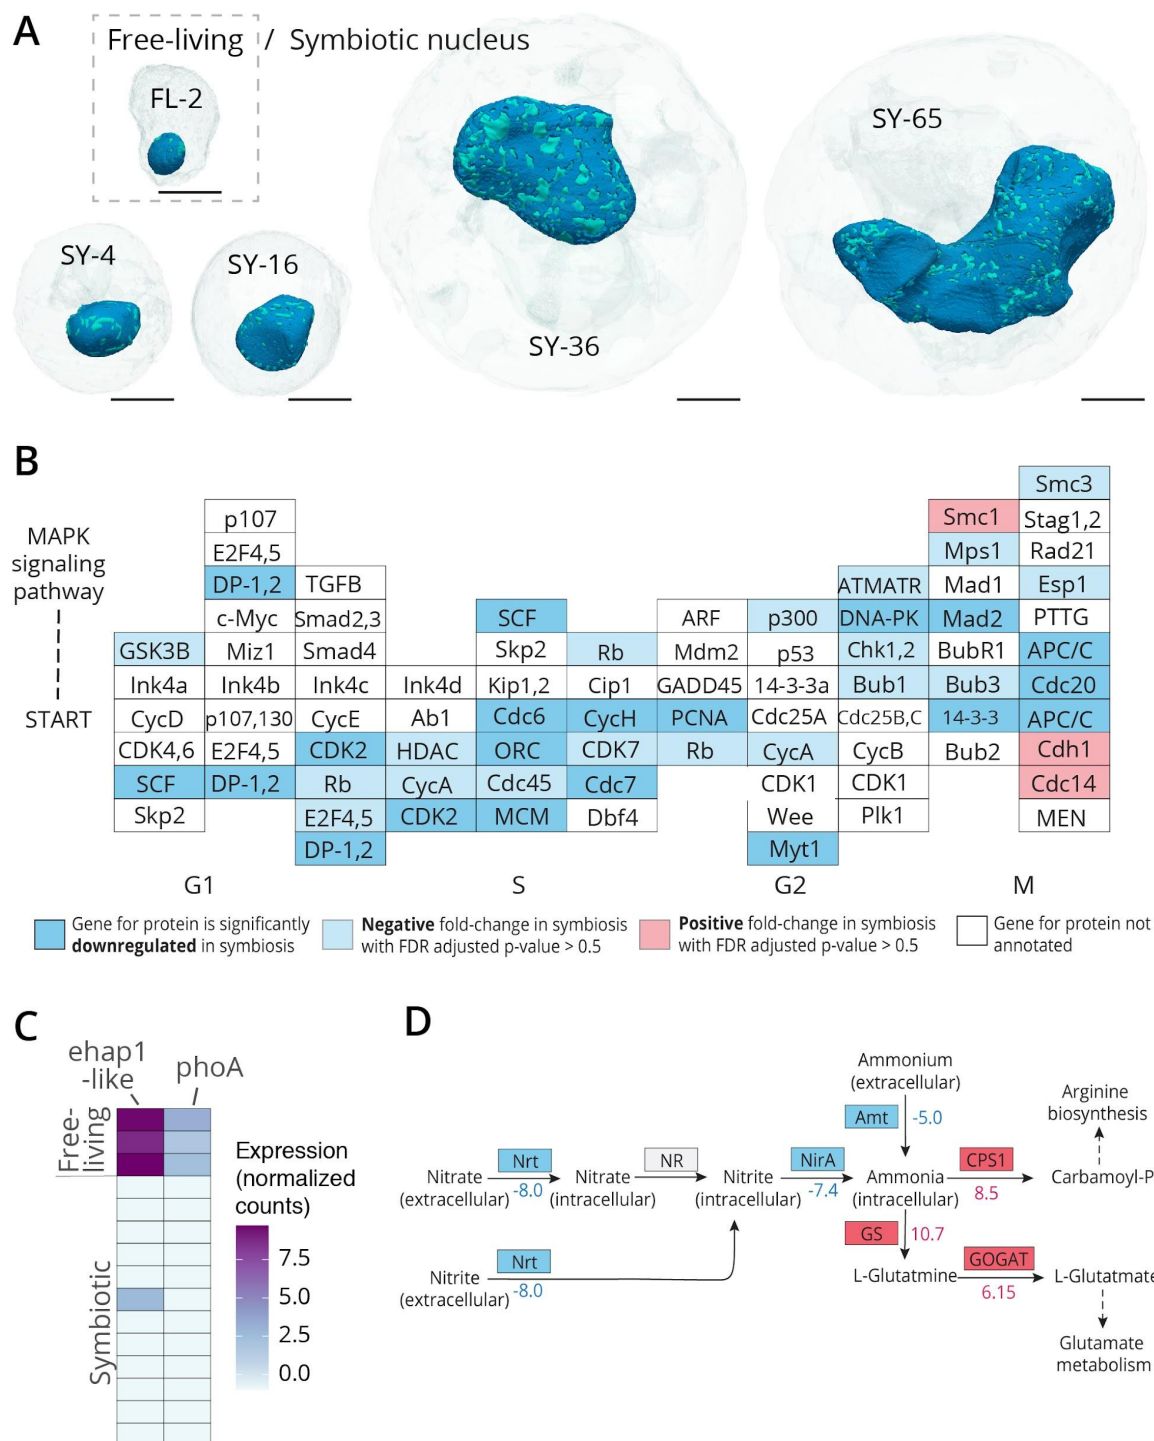 A
Free-living / Symbiotic nucleus
FL-2
SY-4
SY-16
SY-36
SY-65
B
MAPK
signaling
pathway
START
Smc3
p107 Smc1 Stag1,2
E2F4,5 Mps1 Rad21
DP-1,2 TGFB ATMATR Mad1 Esp1
c-Myc Smad2,3 SCF ARF p300 DNA-PK Mad2 PTTG
GSK3B Miz1 Smad4 Skp2 Rb Mdm2 p53 Chk1,2 BubR1 APC/C
Ink4a Ink4b Ink4c Ink4d Kip1,2 Cip1 GADD45 14-3-3a Bub1 Bub3 Cdc20
CycD p107,130 CycE Ab1 Cdc6 CycH PCNA Cdc25A Cdc25B,C 14-3-3 APC/C
CDK4,6 E2F4,5 CDK2 HDAC ORC CDK7 Rb CycA CycB Bub2 Cdh1
SCF DP-1,2 Rb CycA Cdc45 Cdc7 CDK1 CDK1 Cdc14
Skp2 E2F4,5 CDK2 MCM Dbf4 Wee Plk1 MEN
DP-1,2 Myt1
G1 S G2 M
Gene for protein is significantly
downregulated in symbiosis
Negative fold-change in symbiosis
with FDR adjusted p-value > 0.5
Positive fold-change in symbiosis
with FDR adjusted p-value > 0.5
Gene for protein not
annotated
C
ehap1
-like
phoA
Free-
living
Symbiotic
Expression
(normalized
counts)
7.5
5.0
2.5
0.0
D
Ammonium
(extracellular)
Amt -5.0
Arginine
biosynthesis
Nrt NR NirA CPS1
Nitrate
(extracellular)
-8.0
Nitrate
(intracellular)
Nitrite
(intracellular)
-7.4
Ammonia
(intracellular)
8.5
Carbamoyl-P
GS 10.7
Nrt
Nitrite
(extracellular)
-8.0
L-Glutatmine
GOGAT
6.15
L-Glutatmate
Glutamate
metabolism